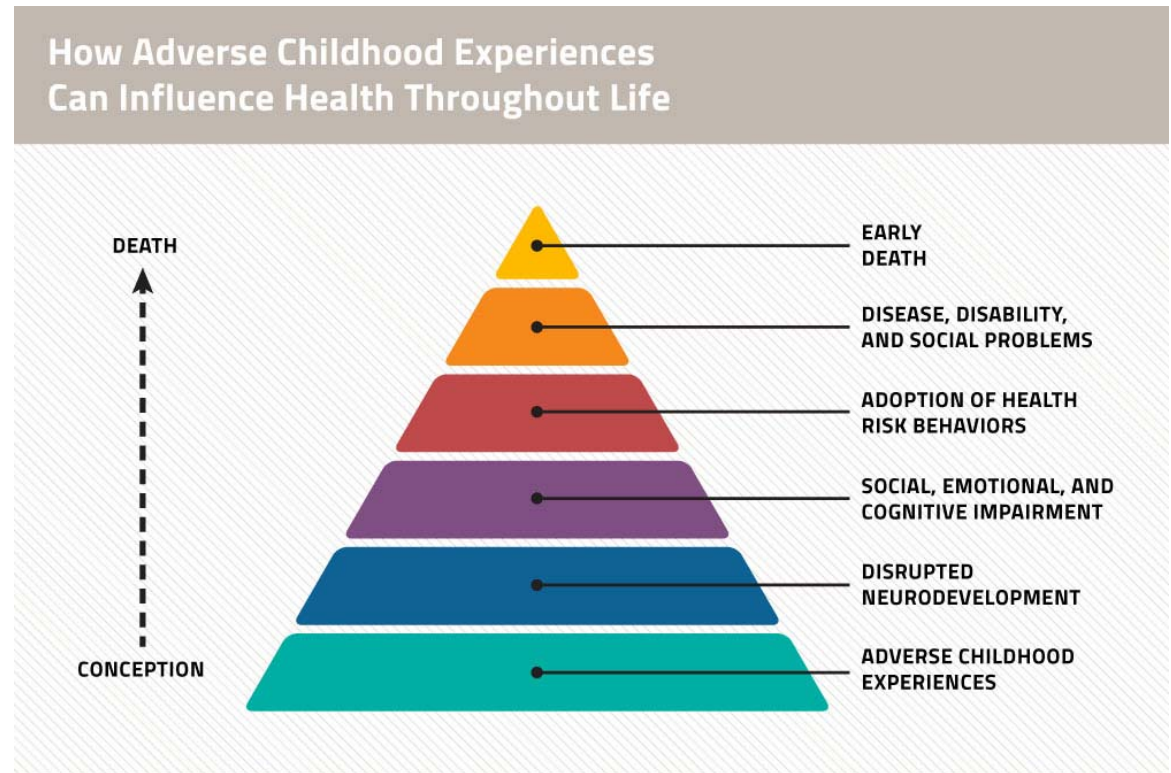 How Adverse Childhood Experiences
Can Influence Health Throughout Life
DEATH
CONCEPTION
EARLY
DEATH
DISEASE, DISABILITY,
AND SOCIAL PROBLEMS
ADOPTION OF HEALTH
RISK BEHAVIORS
SOCIAL, EMOTIONAL, AND
COGNITIVE IMPAIRMENT
DISRUPTED
NEURODEVELOPMENT
ADVERSE CHILDHOOD
EXPERIENCES